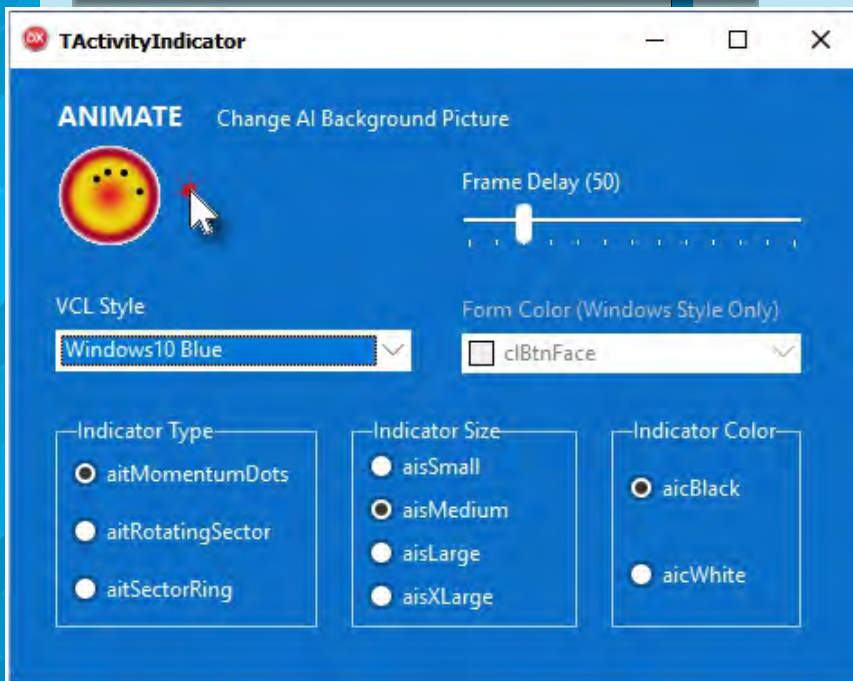 DX TActivityIndicator
ANIMATE Change AI Background Picture
Frame Delay (50)
VCL Style
Form Color (Windows Style Only)
Windows10 Blue
clBtnFace
Indicator Type
aitMomentumDots
aitRotatingSector
aitSectorRing
Indicator Size
aisSmall
aisMedium
aisLarge
aisXLarge
Indicator Color
aicBlack
aicWhite